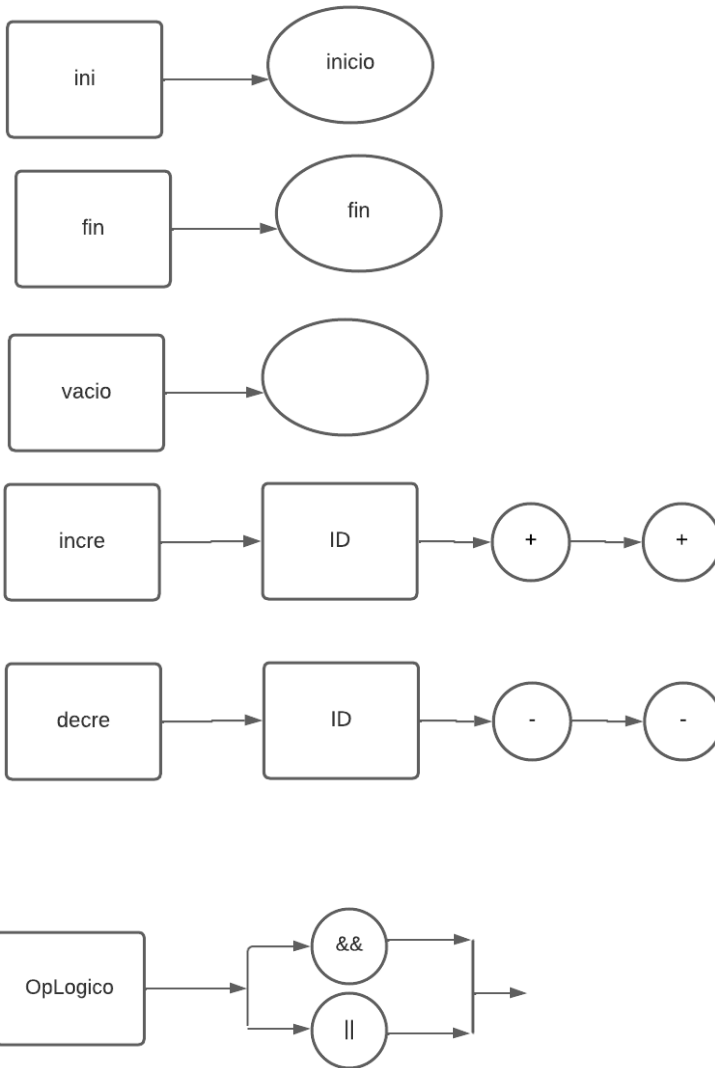 ini
inicio
fin
fin
vacio
incre
ID
+
+
decre
ID
-
-
OpLogico
&&
||